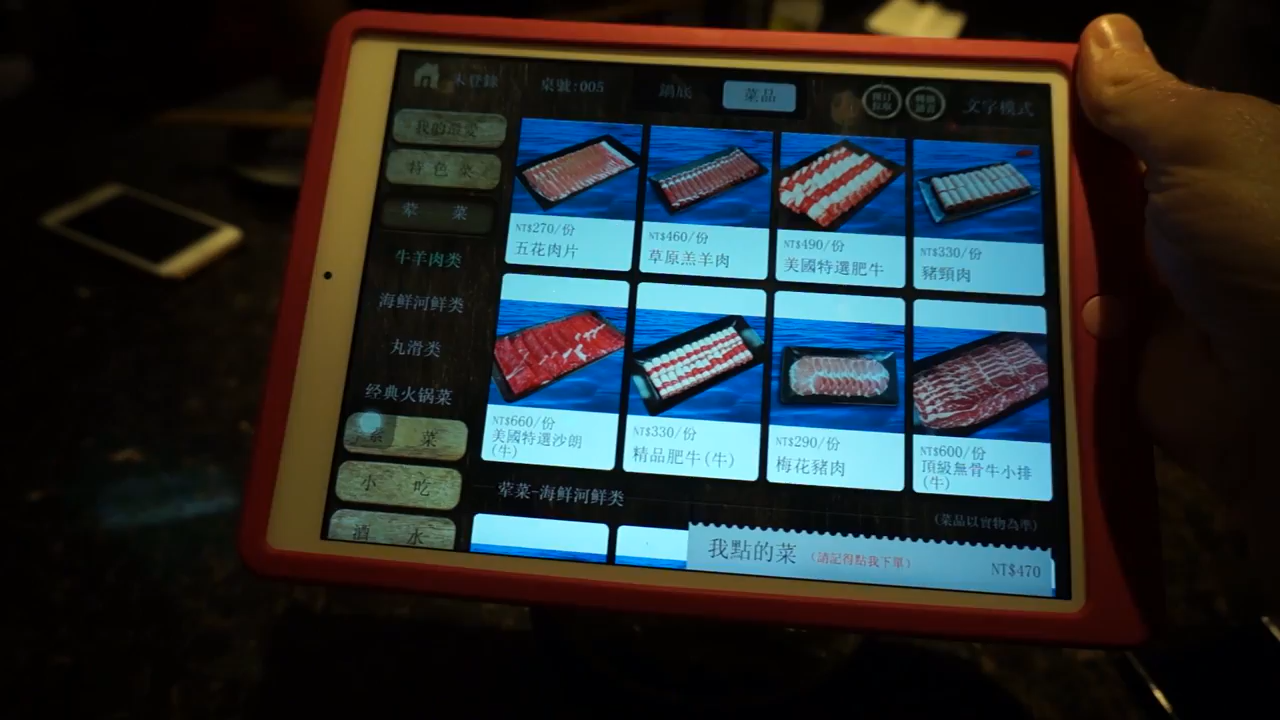 未登錄
桌號:005
鍋底
菜品
文字模式
我的最愛
特色菜
荤 菜
牛羊肉类
海鲜河鲜类
丸滑类
经典火锅菜
素 菜
小 吃
酒 水
NT$270/份
五花肉片
NT$460/份
草原羔羊肉
NT$490/份
美國特選肥牛
NT$330/份
豬頸肉
NT$660/份
美國特選沙朗
(牛)
NT$330/份
精品肥牛(牛)
NT$290/份
梅花豬肉
NT$600/份
頂級無骨牛小排
(牛)
荤菜-海鲜河鲜类
(菜品以實物為準)
我點的菜
(請記得點我下單)
NT$470